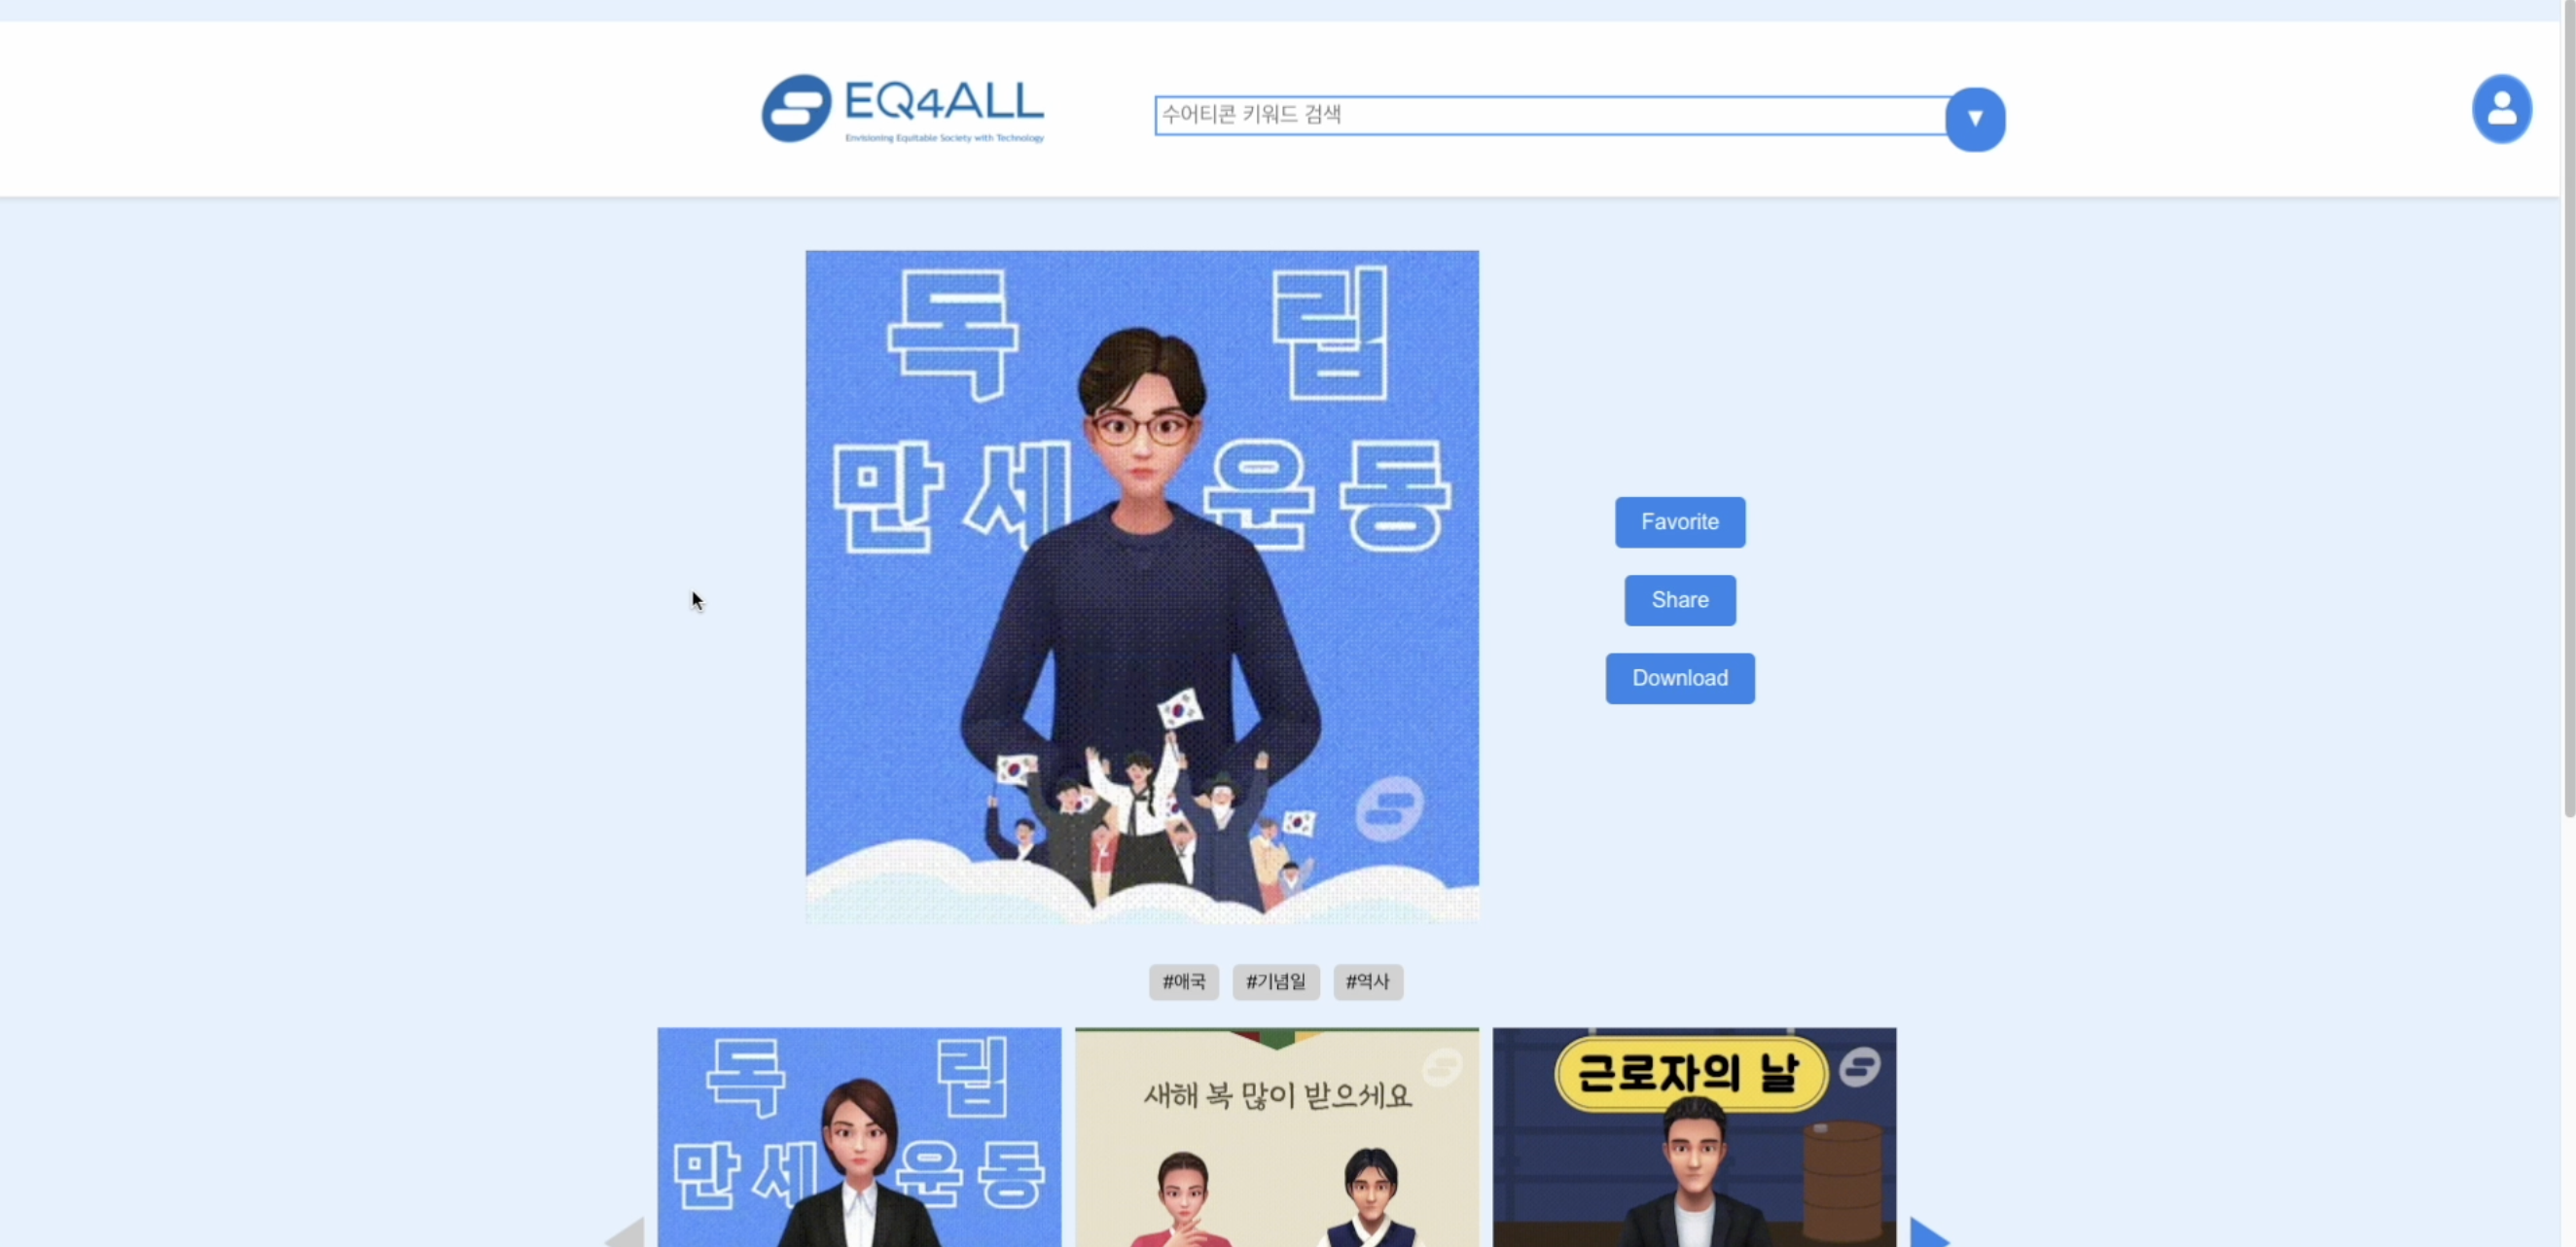 EQ4ALL
Envisioning Equitable Society with Technology
수어티콘 키워드 검색
▼
독 립
만세 운동
Favorite
Share
Download
#애국 #기념일 #역사
독 립
만세 운동
새해 복 많이 받으세요
근로자의 날